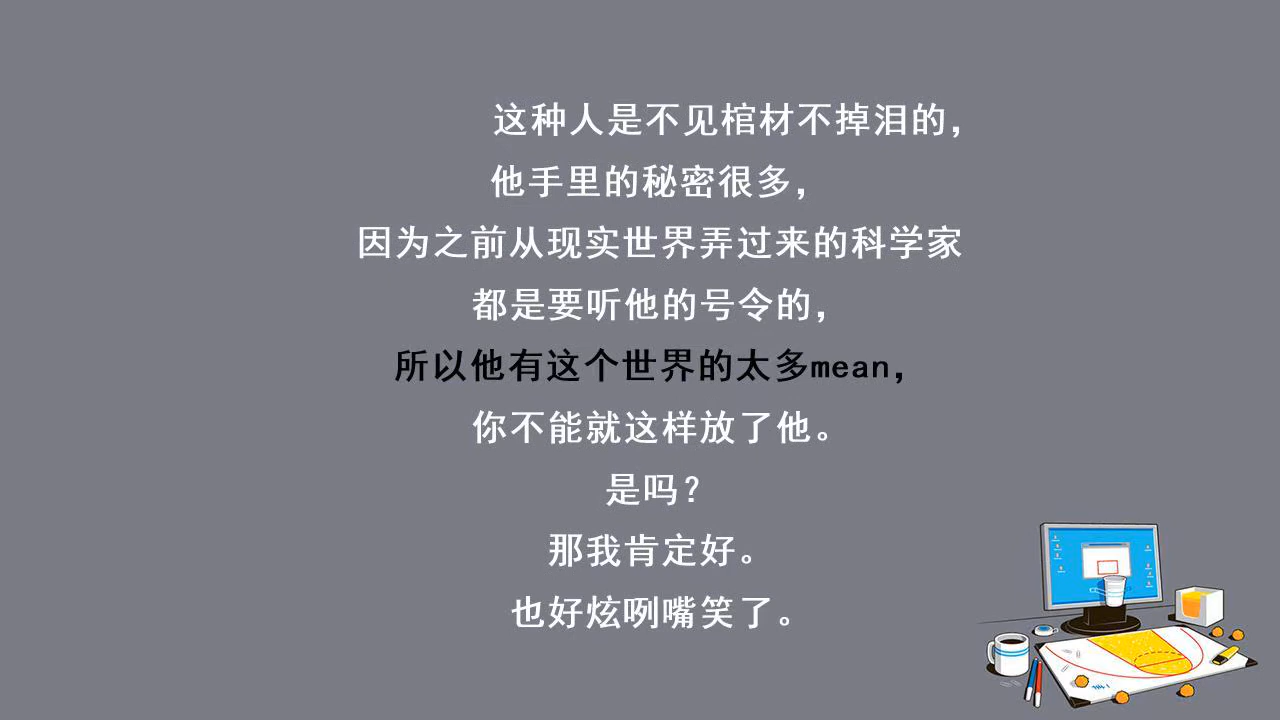 这种人是不见棺材不掉泪的，
他手里的秘密很多，
因为之前从现实世界弄过来的科学家
都是要听他的号令的，
所以他有这个世界的太多mean，
你不能就这样放了他。
是吗？
那我肯定好。
也好炫咧嘴笑了。